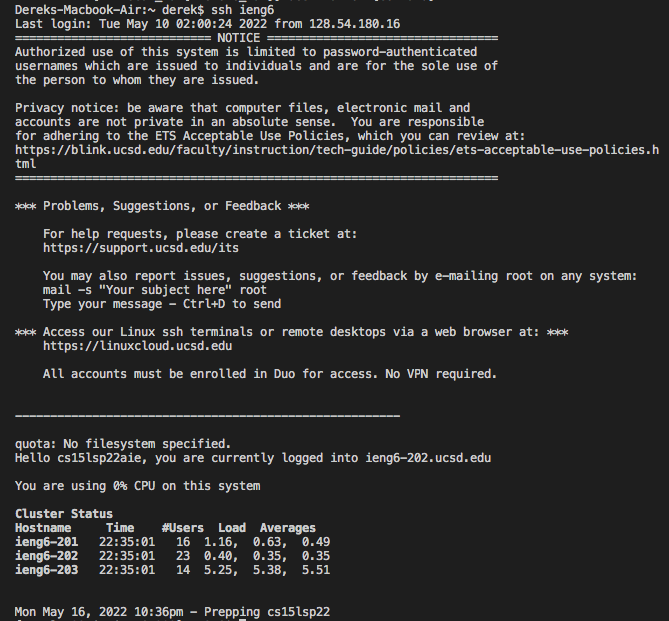 Dereks-Macbook-Air:~ derek$ ssh ieng6
Last login: Tue May 10 02:00:24 2022 from 128.54.180.16
============================ NOTICE =================================
Authorized use of this system is limited to password-authenticated
usernames which are issued to individuals and are for the sole use of
the person to whom they are issued.

Privacy notice: be aware that computer files, electronic mail and
accounts are not private in an absolute sense.  You are responsible
for adhering to the ETS Acceptable Use Policies, which you can review at:
https://blink.ucsd.edu/faculty/instruction/tech-guide/policies/ets-acceptable-use-policies.h
tml
=====================================================================

*** Problems, Suggestions, or Feedback ***

    For help requests, please create a ticket at:
    https://support.ucsd.edu/its

    You may also report issues, suggestions, or feedback by e-mailing root on any system:
    mail -s "Your subject here" root
    Type your message - Ctrl+D to send

*** Access our Linux ssh terminals or remote desktops via a web browser at: ***
    https://linuxcloud.ucsd.edu

    All accounts must be enrolled in Duo for access. No VPN required.

-------------------------------------------------------

quota: No filesystem specified.
Hello cs15lsp22aie, you are currently logged into ieng6-202.ucsd.edu

You are using 0% CPU on this system

Cluster Status
Hostname     Time    #Users  Load  Averages
ieng6-201   22:35:01   16  1.16,  0.63,  0.49
ieng6-202   22:35:01   23  0.40,  0.35,  0.35
ieng6-203   22:35:01   14  5.25,  5.38,  5.51

Mon May 16, 2022 10:36pm - Prepping cs15lsp22